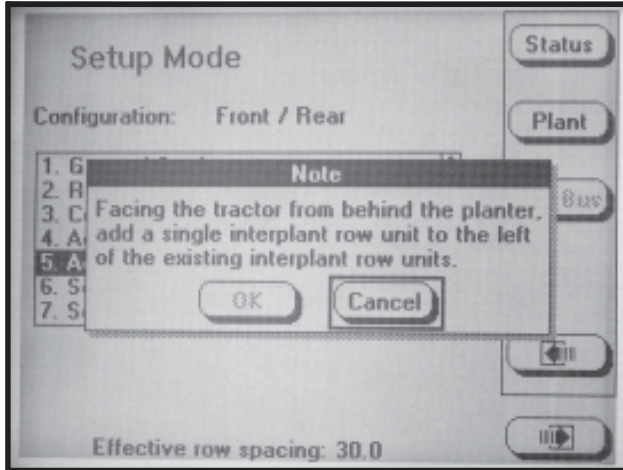 Setup Mode
Status
Configuration: Front / Rear
Plant
1. G
2. R
3. C
4. A
5. A
6. S
7. S
Note
Facing the tractor from behind the planter,
add a single interplant row unit to the left
of the existing interplant row units.
OK
Cancel
Effective row spacing: 30.0